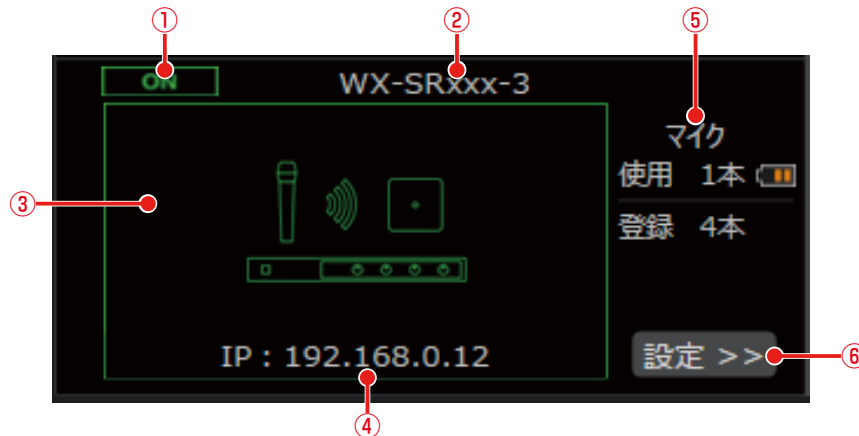 ① ② ⑤
ON WX-SRxxx-3
マイク
使用 1本
③
登録 4本
IP : 192.168.0.12
設定 >> ⑥
④